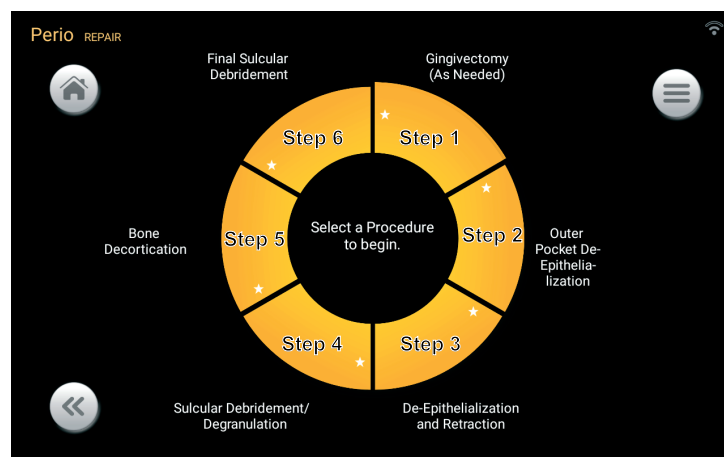 Perio REPAIR
Final Sulcular
Debridement
Gingivectomy
(As Needed)
Step 6
Step 1
Bone
Decortication
Step 5
Select a Procedure
to begin.
Step 2
Outer
Pocket De-
Epithelia-
lization
Step 4
Step 3
Sulcular Debridement/
Degranulation
De-Epithelialization
and Retraction